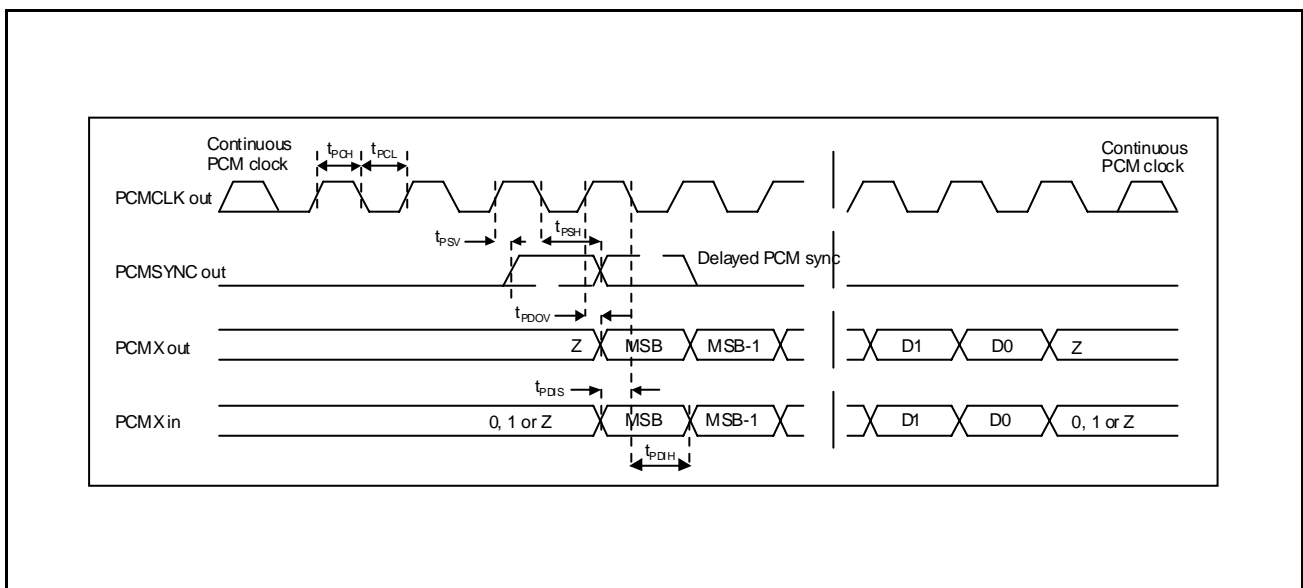 Continuous
PCM clock
tPCH
tPCL
Continuous
PCM clock
PCMCLK out
tPSV
tPSH
PCMSYNC out
Delayed PCM sync
tPDOV
PCMX out
Z
MSB
MSB-1
D1
D0
Z
tPDIS
PCMX in
0, 1 or Z
MSB
MSB-1
D1
D0
0, 1 or Z
tPDIH